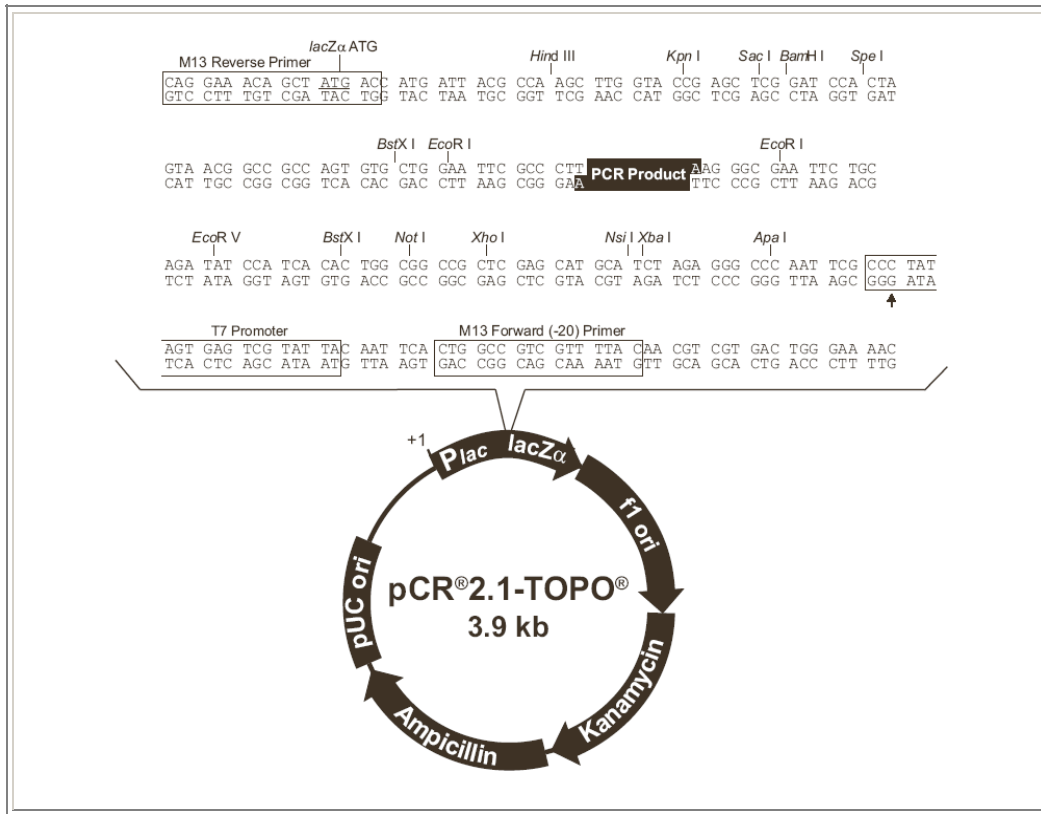 lacZα ATG
M13 Reverse Primer
Hind III Kpn I Sac I BamH I Spe I
CAG GAA ACA GCT ATG ACC ATG ATT ACG CCA AGC TTG GTA CCG AGC TCG GAT CCA CTA
GTC CTT TGT CGA TAC TGG TAC TAA TGC GGT TCG AAC CAT GGC TCG AGC CTA GGT GAT
BstX I EcoR I EcoR I
GTA ACG GCC GCC AGT GTG CTG GAA TTC GCC CTT PCR Product AAG GGC GAA TTC TGC
CAT TGC CGG CGG TCA CAC GAC CTT AAG CGG GAA TTC CCG CTT AAG ACG
EcoR V BstX I Not I Xho I Nsi I Xba I Apa I
AGA TAT CCA TCA CAC TGG CGG CCG CTC GAG CAT GCA TCT AGA GGG CCC AAT TCG CCC TAT
TCT ATA GGT AGT GTG ACC GCC GGC GAG CTC GTA CGT AGA TCT CCC GGG TTA AGC GGG ATA
T7 Promoter M13 Forward (-20) Primer
AGT GAG TCG TAT TAC AAT TCA CTG GCC GTC GTT TTA CAA CGT CGT GAC TGG GAA AAC
TCA CTC AGC ATA ATG TTA AGT GAC CGG CAG CAA AAT GTT GCA GCA CTG ACC CTT TTG
+1
Plac lacZα
f1 ori
pUC ori
pCR®2.1-TOPO®
3.9 kb
Kanamycin
Ampicillin